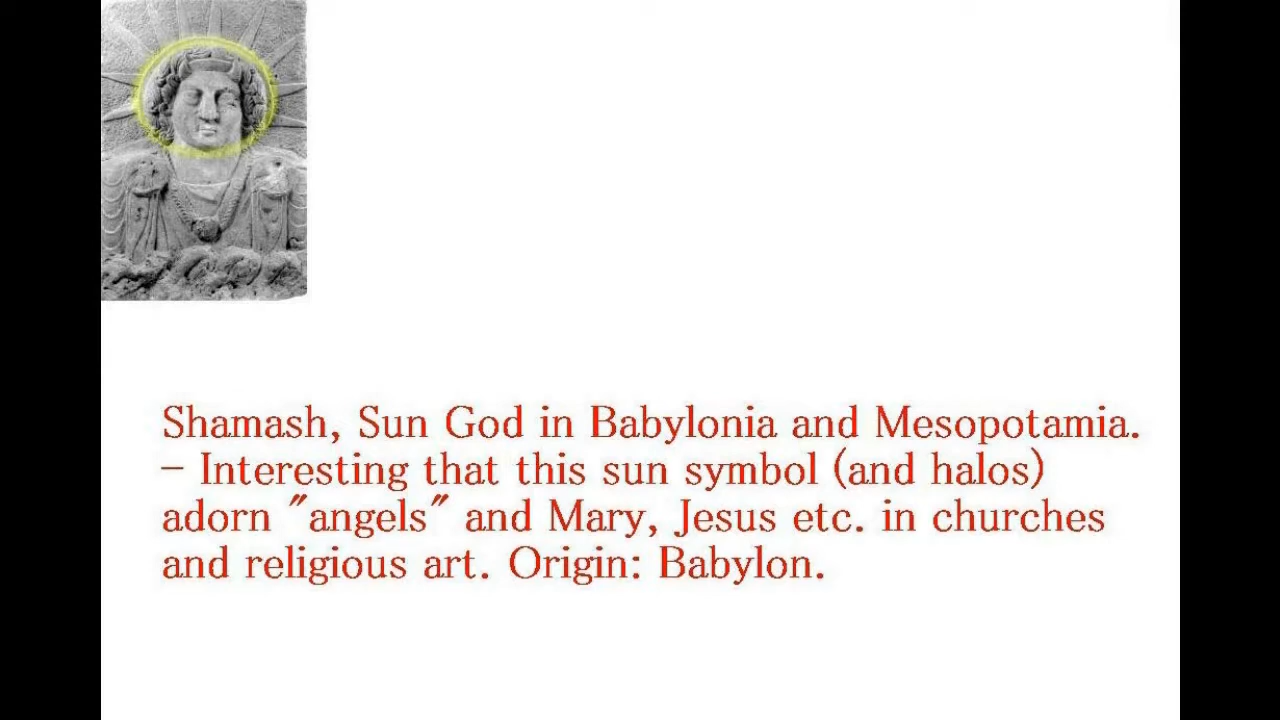 Shamash, Sun God in Babylonia and Mesopotamia.
- Interesting that this sun symbol (and halos)
adorn "angels" and Mary, Jesus etc. in churches
and religious art. Origin: Babylon.